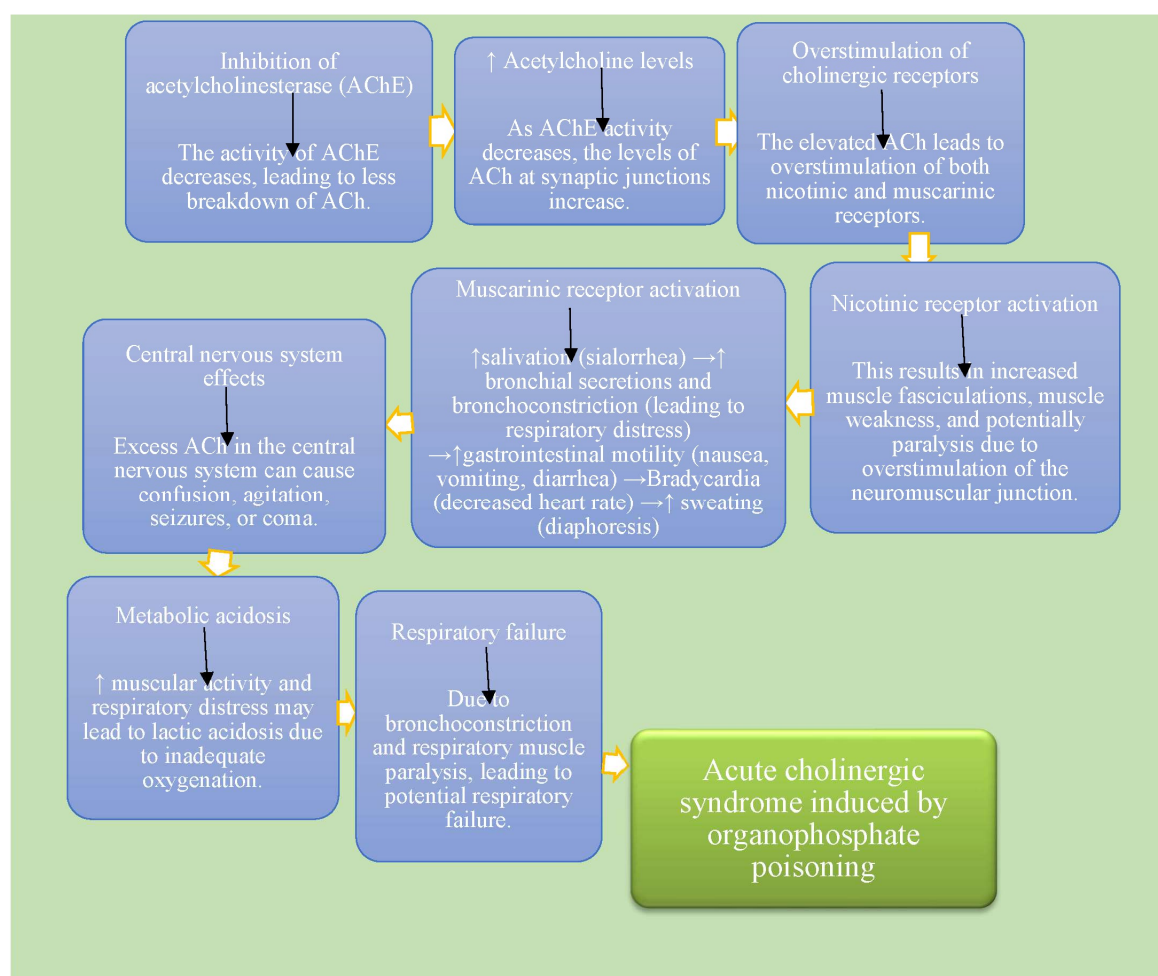 Inhibition of
acetylcholinesterase (AChE)
The activity of AChE
decreases, leading to less
breakdown of ACh.
↑ Acetylcholine levels
As AChE activity
decreases, the levels of
ACh at synaptic junctions
increase.
Overstimulation of
cholinergic receptors
The elevated ACh leads to
overstimulation of both
nicotinic and muscarinic
receptors.
Nicotinic receptor activation
This results in increased
muscle fasciculations, muscle
weakness, and potentially
paralysis due to
overstimulation of the
neuromuscular junction.
Muscarinic receptor activation
↑salivation (sialorrhea) →↑
bronchial secretions and
bronchoconstriction (leading to
respiratory distress)
→↑gastrointestinal motility (nausea,
vomiting, diarrhea) →Bradycardia
(decreased heart rate) →↑ sweating
(diaphoresis)
Central nervous system
effects
Excess ACh in the central
nervous system can cause
confusion, agitation,
seizures, or coma.
Metabolic acidosis
↑ muscular activity and
respiratory distress may
lead to lactic acidosis due
to inadequate
oxygenation.
Respiratory failure
Due to
bronchoconstriction
and respiratory muscle
paralysis, leading to
potential respiratory
failure.
Acute cholinergic
syndrome induced by
organophosphate
poisoning